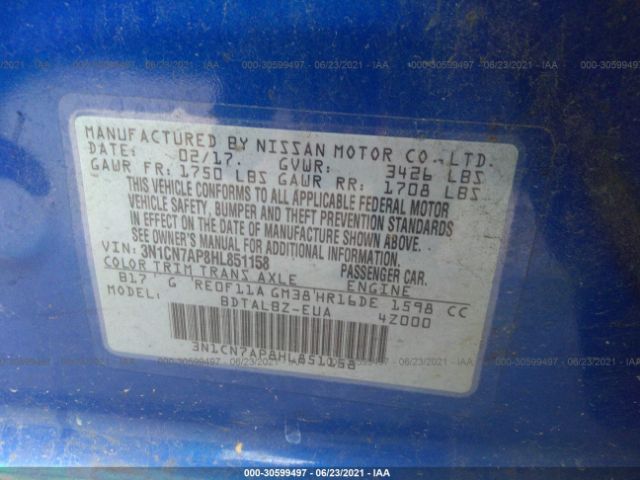 000-30599497 - 06/23/2021 - IAA
MANUFACTURED BY NISSAN MOTOR CO.,LTD.
DATE: 02/17 GVWR: 3426 LBS
GAWR FR: 1750 LBS GAWR RR: 1708 LBS
THIS VEHICLE CONFORMS TO ALL APPLICABLE FEDERAL MOTOR
VEHICLE SAFETY, BUMPER AND THEFT PREVENTION STANDARDS
IN EFFECT ON THE DATE OF MANUFACTURE SHOWN ABOVE.
SEE OWNER'S MANUAL FOR ADDITIONAL INFORMATION.
VIN: 3N1CN7AP8HL851158 PASSENGER CAR.
COLOR TRIM TRANS AXLE ENGINE
B17 G RE0F11A GM38 HR16DE 1598 CC
MODEL: BDTALBZ-EUA 4Z000
3N1CN7AP8HL851158
000-30599497 - 06/23/2021 - IAA